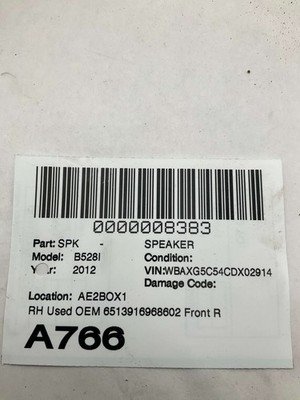 0000008383
Part: SPK - SPEAKER
Model: B528I Condition:
Year: 2012 VIN:WBAXG5C54CDX02914
Damage Code:
Location: AE2BOX1
RH Used OEM 6513916968602 Front R
A766